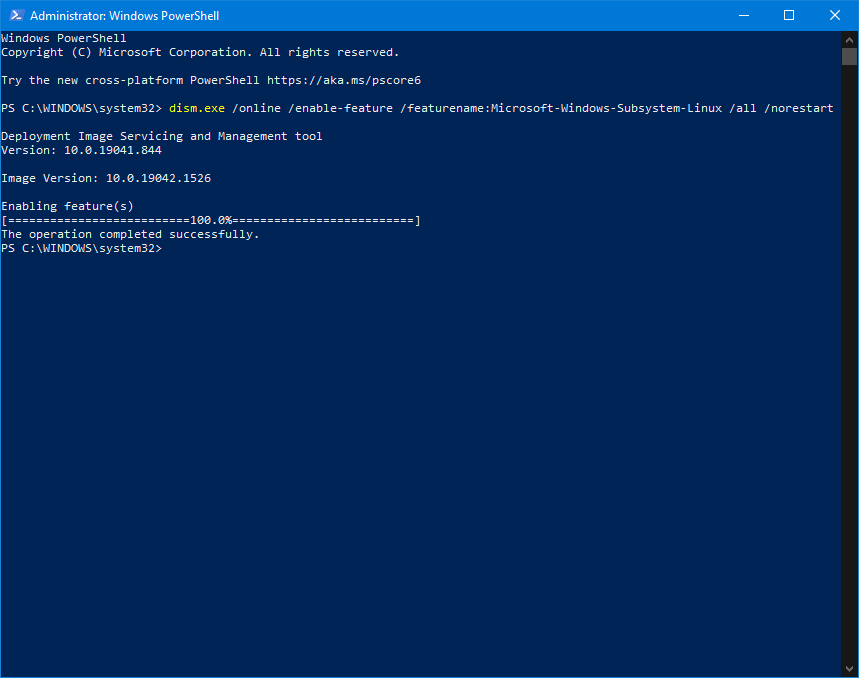 Administrator: Windows PowerShell
Windows PowerShell
Copyright (C) Microsoft Corporation. All rights reserved.
Try the new cross-platform PowerShell https://aka.ms/pscore6
PS C:\WINDOWS\system32> dism.exe /online /enable-feature /featurename:Microsoft-Windows-Subsystem-Linux /all /norestart
Deployment Image Servicing and Management tool
Version: 10.0.19041.844
Image Version: 10.0.19042.1526
Enabling feature(s)
[==========================100.0%==========================]
The operation completed successfully.
PS C:\WINDOWS\system32>